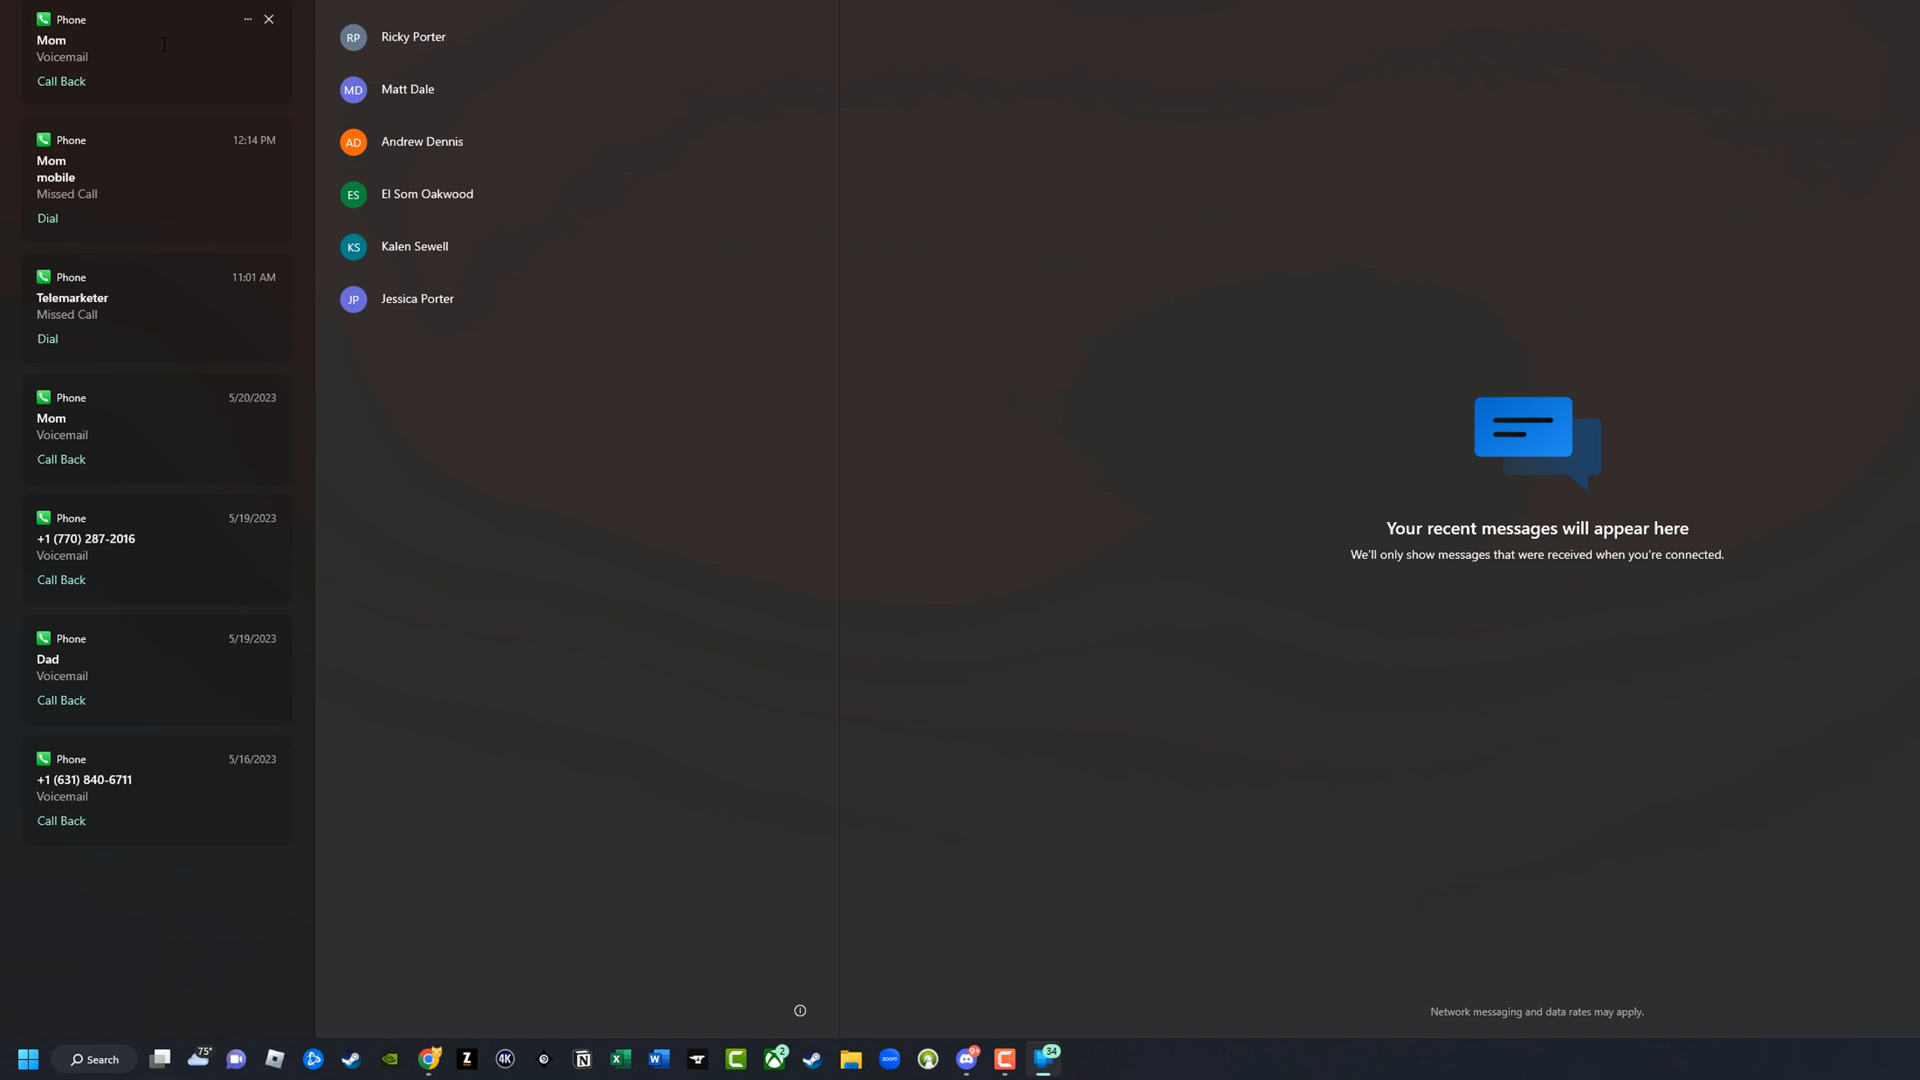 Phone
Mom
Voicemail
Call Back
Phone 12:14 PM
Mom
mobile
Missed Call
Dial
Phone 11:01 AM
Telemarketer
Missed Call
Dial
Phone 5/20/2023
Mom
Voicemail
Call Back
Phone 5/19/2023
+1 (770) 287-2016
Voicemail
Call Back
Phone 5/19/2023
Dad
Voicemail
Call Back
Phone 5/16/2023
+1 (631) 840-6711
Voicemail
Call Back
RP Ricky Porter
MD Matt Dale
AD Andrew Dennis
ES El Som Oakwood
KS Kalen Sewell
JP Jessica Porter
Your recent messages will appear here
We'll only show messages that were received when you're connected.
Network messaging and data rates may apply.
Search 75° Z 4K N X W C 2 zoom 9+ C 34